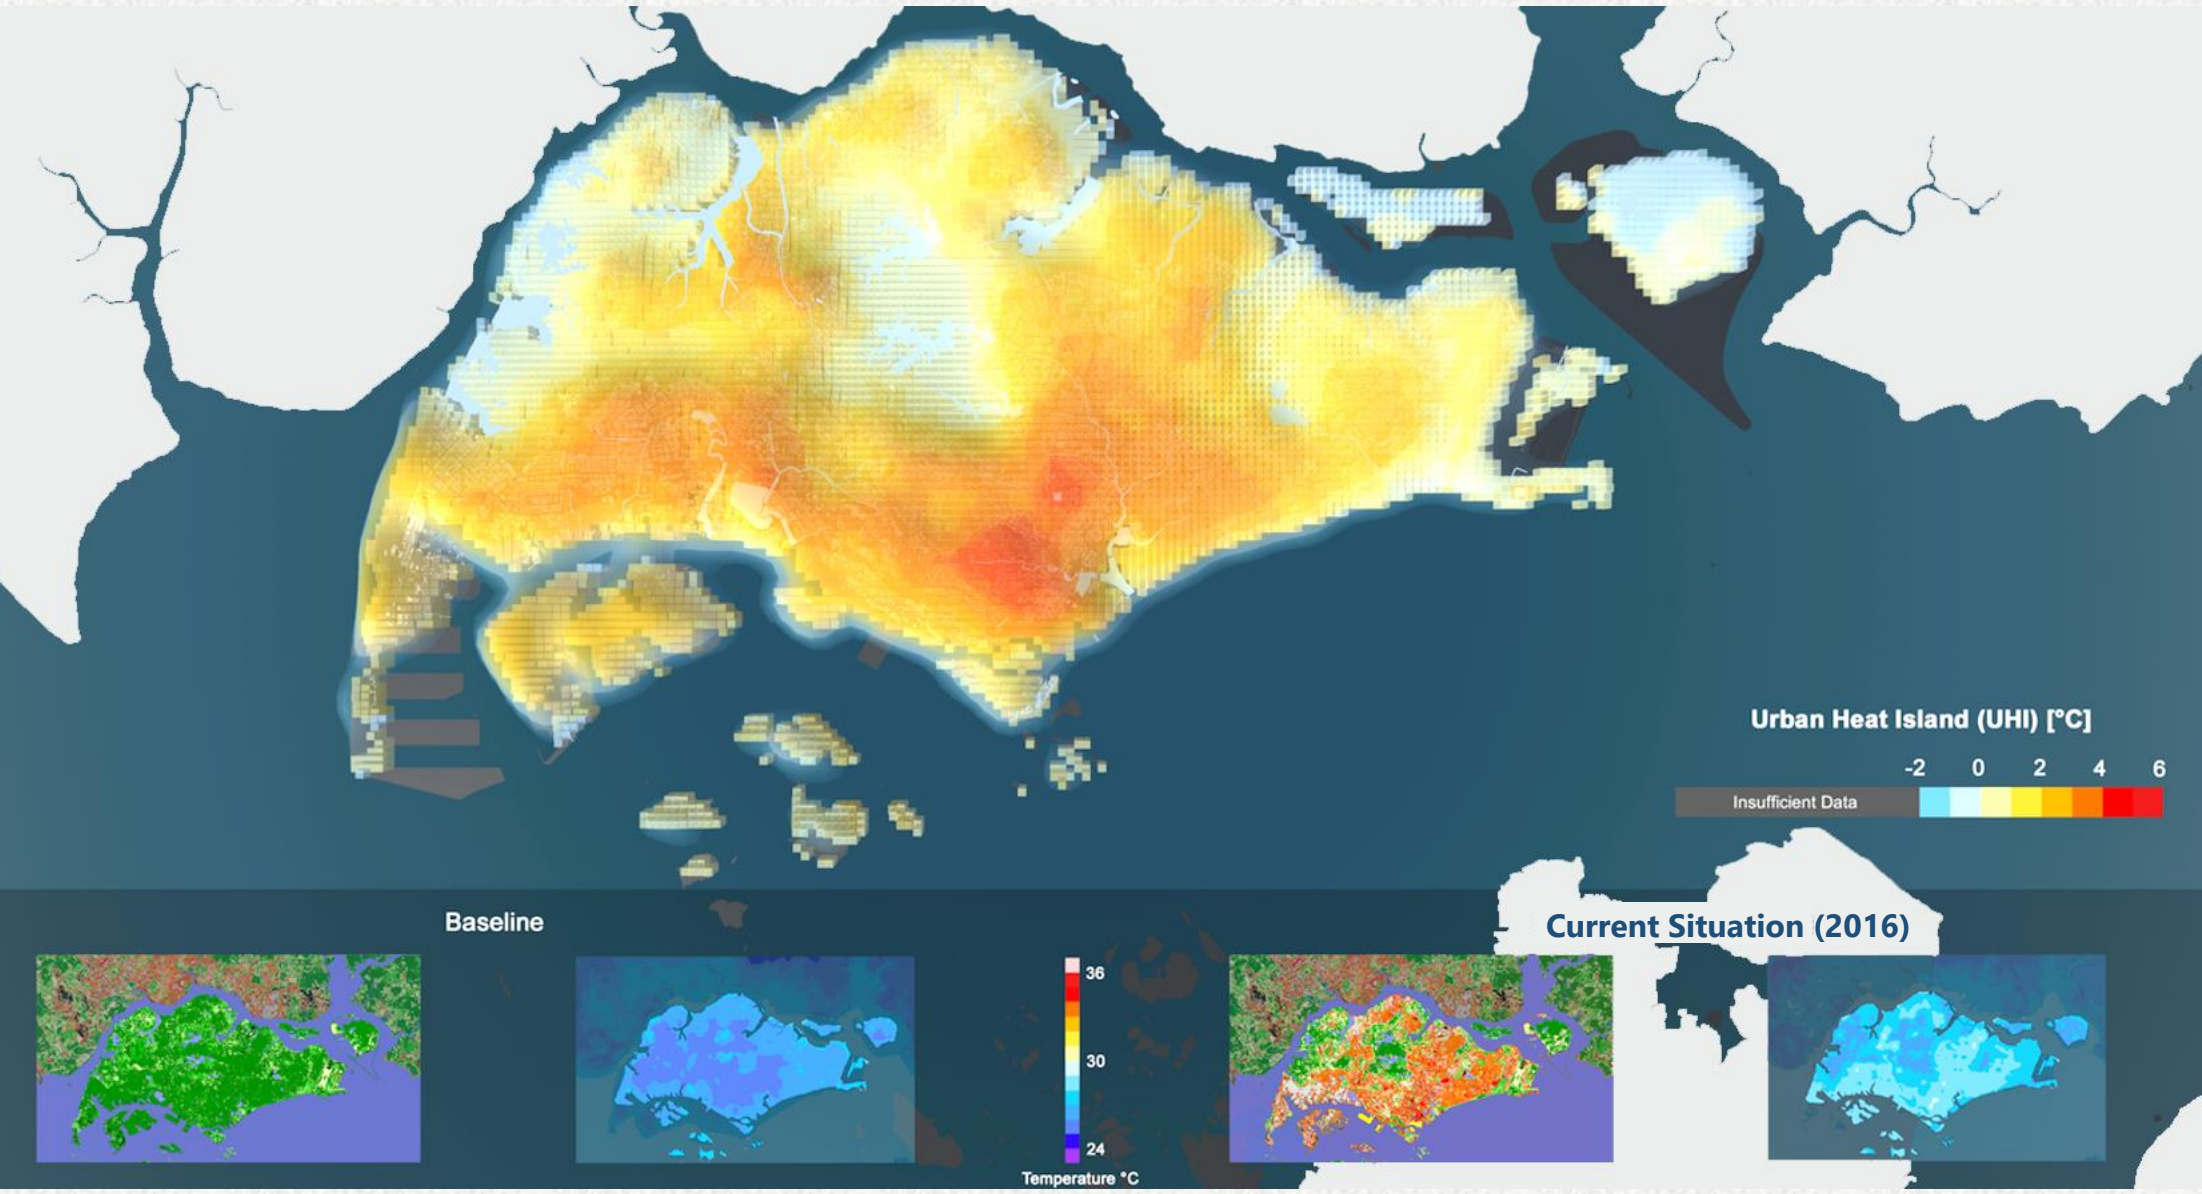 Urban Heat Island (UHI) [°C]
-2 0 2 4 6
Insufficient Data
Baseline
Current Situation (2016)
36
30
24
Temperature °C